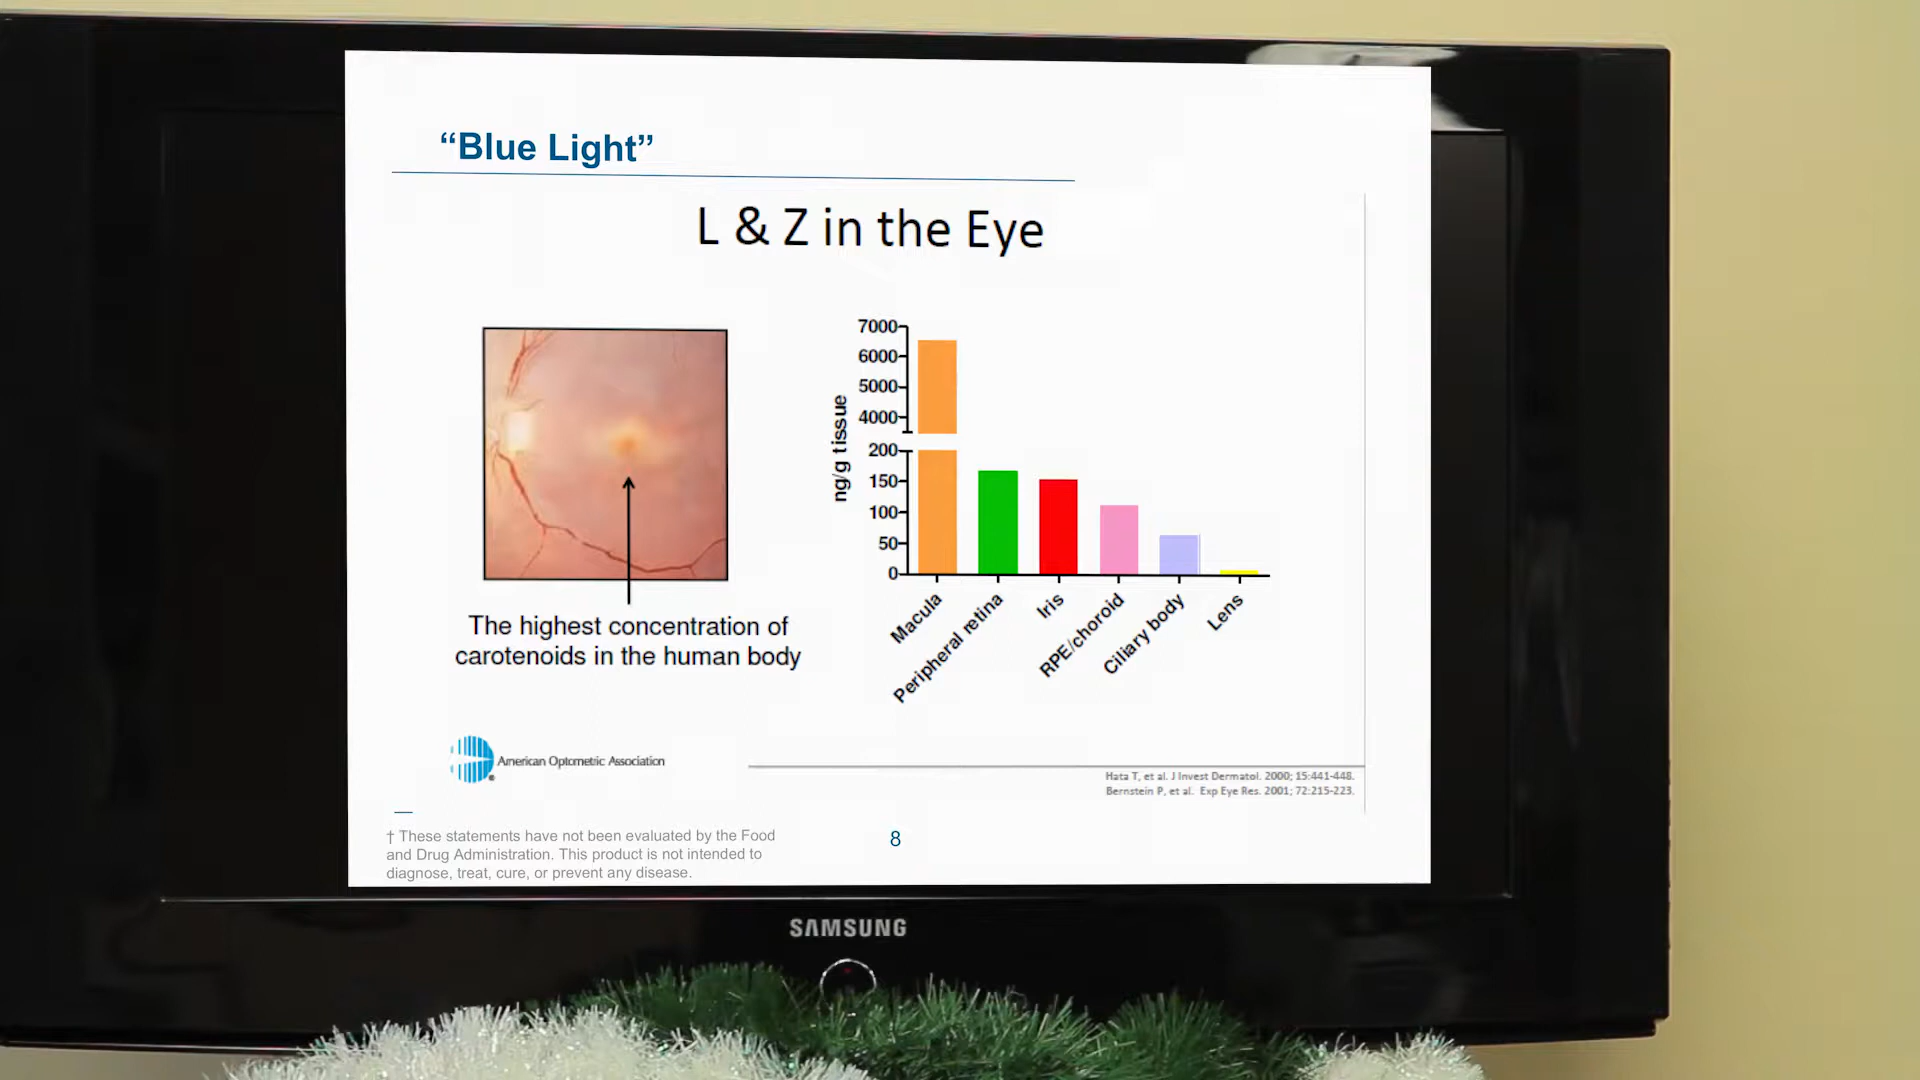 “Blue Light”
L & Z in the Eye
7000
6000
5000
4000
200
150
100
50
0
ng/g tissue
Macula
Peripheral retina
Iris
RPE/choroid
Ciliary body
Lens
The highest concentration of
carotenoids in the human body
American Optometric Association
Hata T, et al. J Invest Dermatol. 2000; 15:441-448.
Bernstein P, et al. Exp Eye Res. 2001; 72:215-223.
† These statements have not been evaluated by the Food
and Drug Administration. This product is not intended to
diagnose, treat, cure, or prevent any disease.
8
SAMSUNG